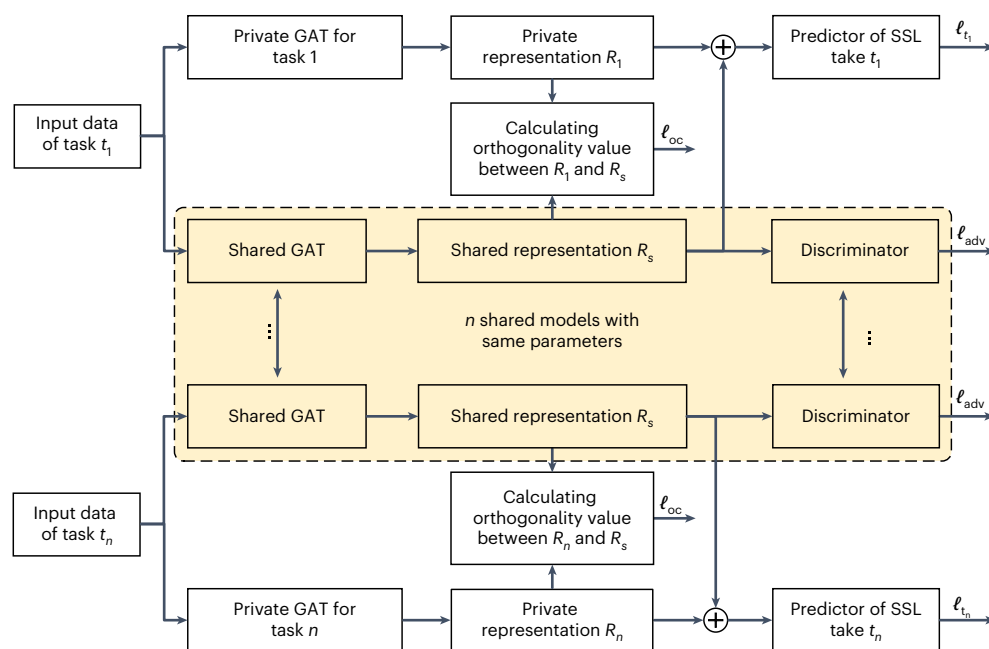 Private GAT for
task 1
Private
representation R₁
+
Predictor of SSL
take t₁
ℓt₁
Input data
of task t₁
Calculating
orthogonality value
between R₁ and Rₛ
ℓoc
Shared GAT
Shared representation Rₛ
Discriminator
ℓadv
...
n shared models with
same parameters
...
Shared GAT
Shared representation Rₛ
Discriminator
ℓadv
Input data
of task tₙ
Calculating
orthogonality value
between Rₙ and Rₛ
ℓoc
Private GAT for
task n
Private
representation Rₙ
+
Predictor of SSL
take tₙ
ℓtₙ